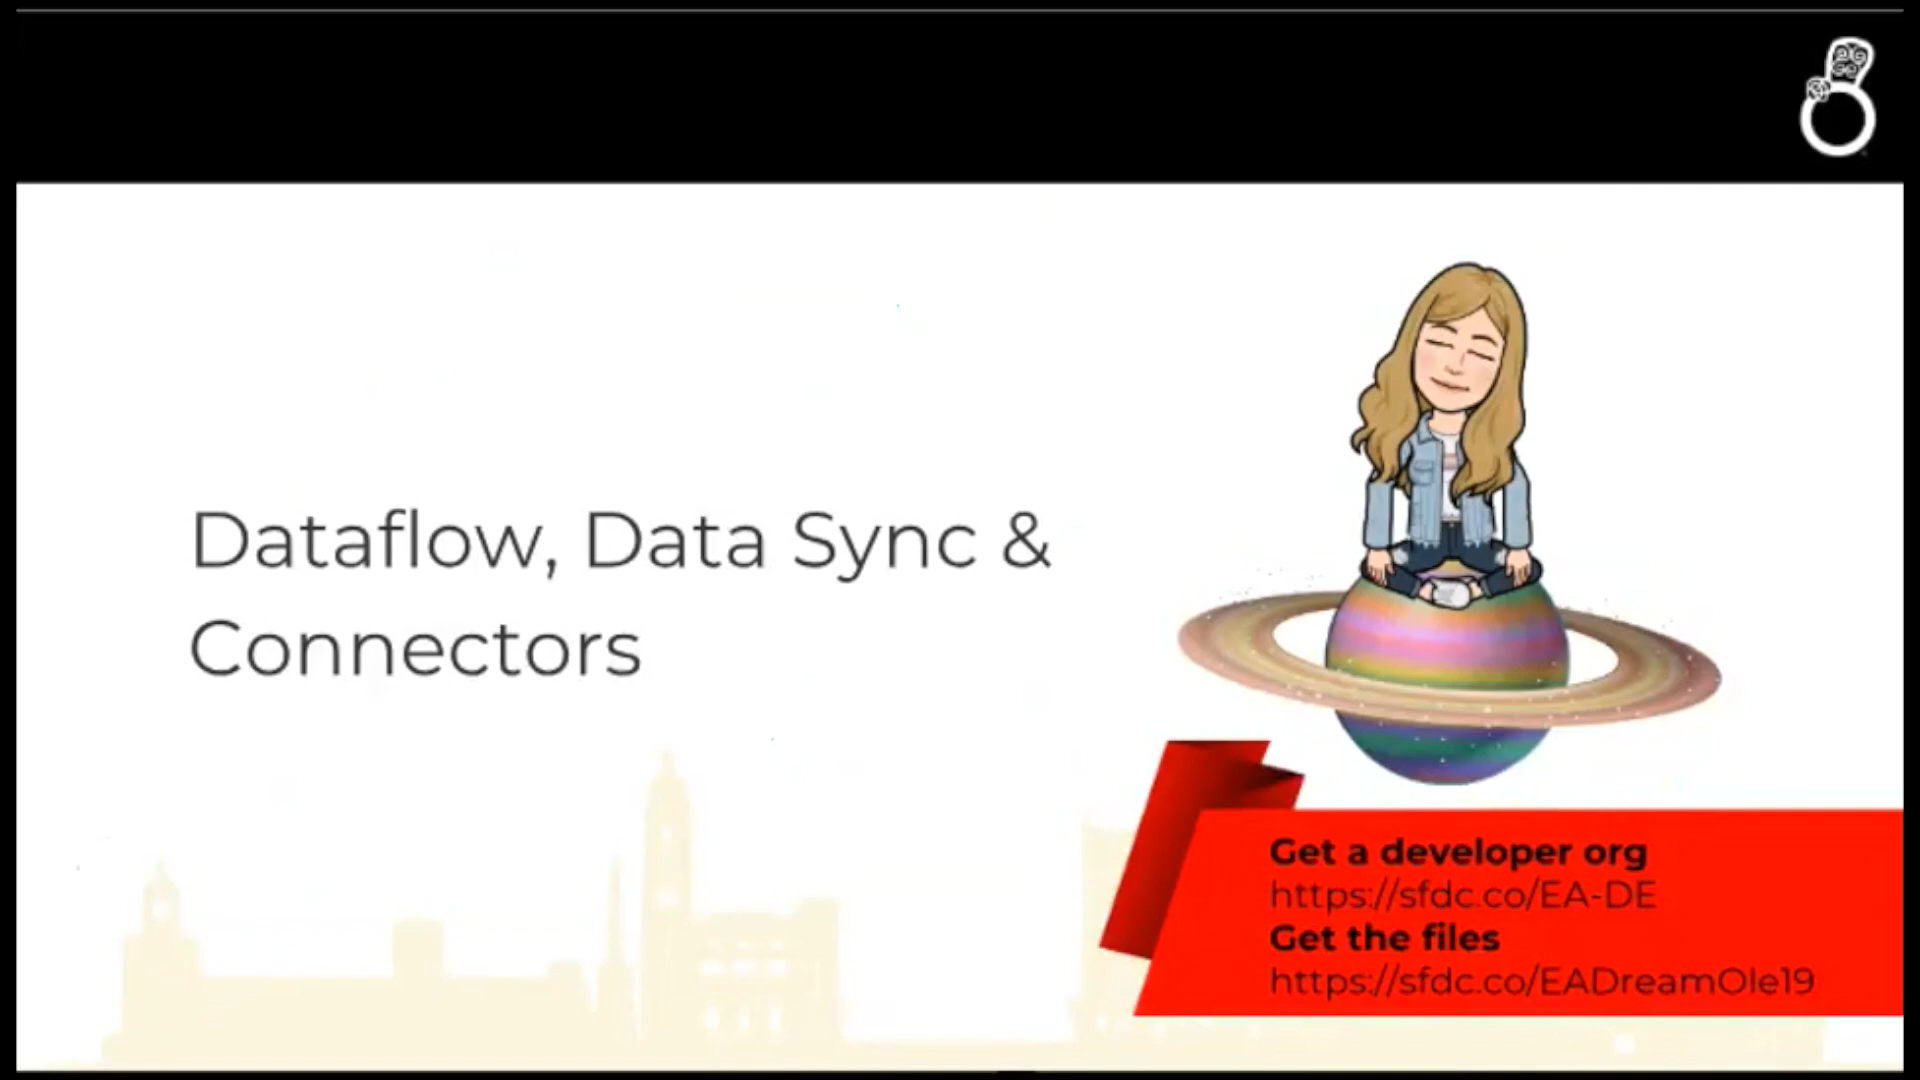 Dataflow, Data Sync &
Connectors
Get a developer org
https://sfdc.co/EA-DE
Get the files
https://sfdc.co/EADreamOle19